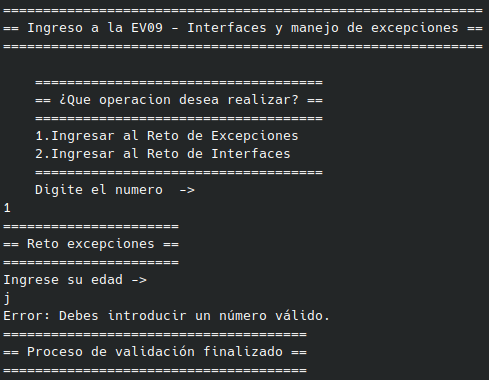 ============================================================
== Ingreso a la EV09 - Interfaces y manejo de excepciones ==
============================================================
====================================
== ¿Que operacion desea realizar? ==
====================================
1.Ingresar al Reto de Excepciones
2.Ingresar al Reto de Interfaces
====================================
Digite el numero  ->
1
======================
== Reto excepciones ==
======================
Ingrese su edad ->
j
Error: Debes introducir un número válido.
======================================
== Proceso de validación finalizado ==
======================================